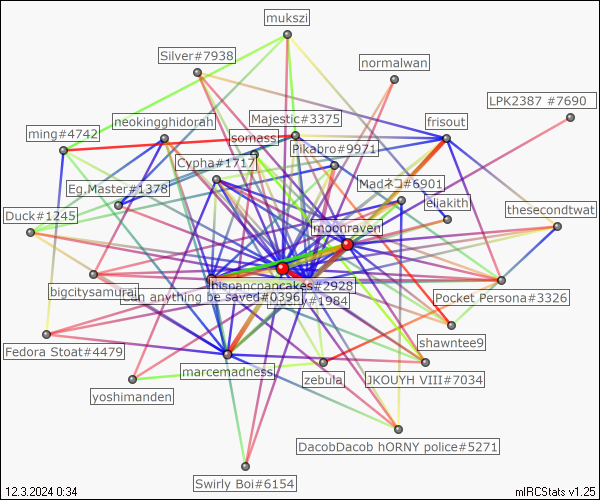 mukszi
Silver#7938
normalwan
LPK2387 #7690
neokingghidorah
Majestic#3375
frisout
ming#4742
somass
Pikabro#9971
Cypha#1717
Eg.Master#1378
Madネコ#6901
eliakith
thesecondtwat
Duck#1245
moonraven
hispancpancakes#2928
bigcitysamurai
can anything be saved#0396
#1984
Pocket Persona#3326
Fedora Stoat#4479
shawntee9
marcemadness
zebula
JKOUYH VIII#7034
yoshimanden
DacobDacob hORNY police#5271
Swirly Boi#6154
12.3.2024 0:34
mIRCStats v1.25